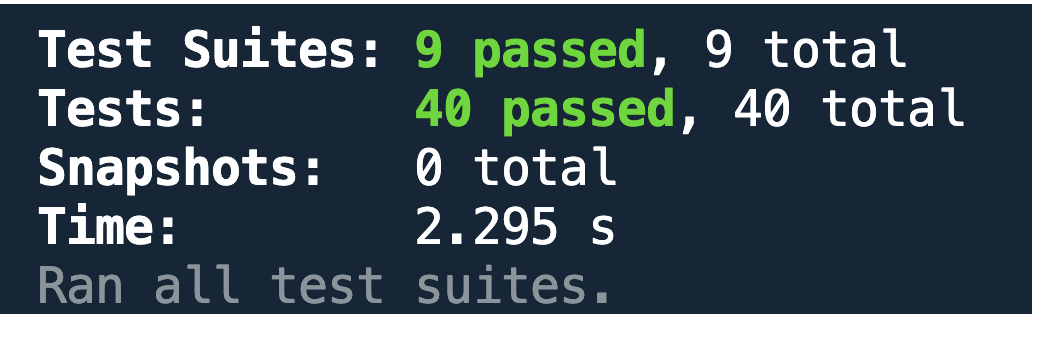 Test Suites: 9 passed, 9 total
Tests: 40 passed, 40 total
Snapshots: 0 total
Time: 2.295 s
Ran all test suites.